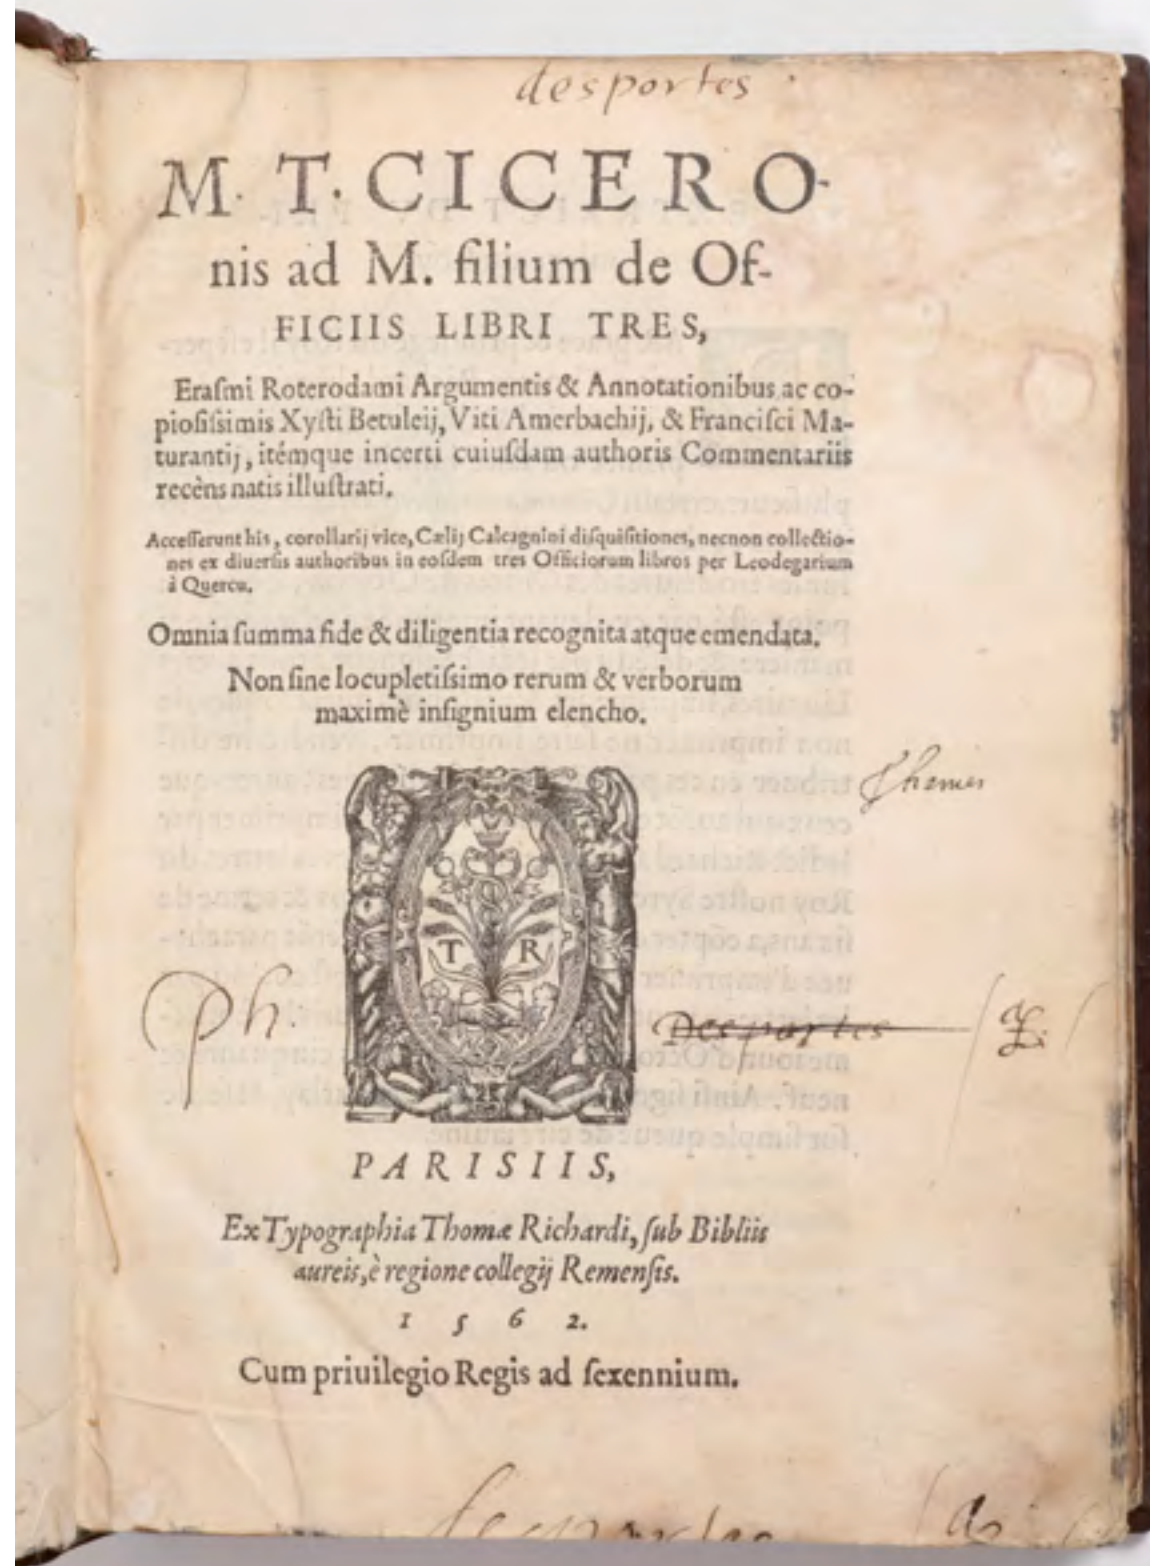 desportes
M. T. CICERO-
nis ad M. filium de Of-
FICIIS LIBRI TRES,
Eraſmi Roterodami Argumentis & Annotationibus ac co-
pioſiſsimis Xyſti Betuleij, Viti Amerbachij, & Franciſci Ma-
turantij, itémque incerti cuiuſdam authoris Commentariis
recèns natis illuſtrati.
Acceſſerunt his, corollarij vice, Cælij Calcagnini diſquiſitiones, necnon collectio-
nes ex diuerſis authoribus in eoſdem tres Officiorum libros per Leodegarium
à Quercu.
Omnia ſumma fide & diligentia recognita atque emendata.
Non ſine locupletiſsimo rerum & verborum
maximè inſignium elencho.
T R
Ph. Desportes
PARISIIS,
Ex Typographia Thomæ Richardi, ſub Bibliis
aureis, è regione collegij Remenſis.
1562.
Cum priuilegio Regis ad ſexennium.
desportes